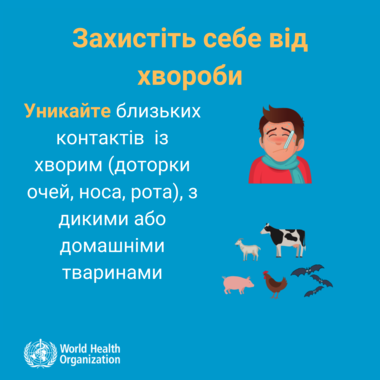 Захистіть себе від
хвороби
Уникайте близьких
контактів із
хворим (доторки
очей, носа, рота), з
дикими або
домашніми
тваринами
World Health
Organization